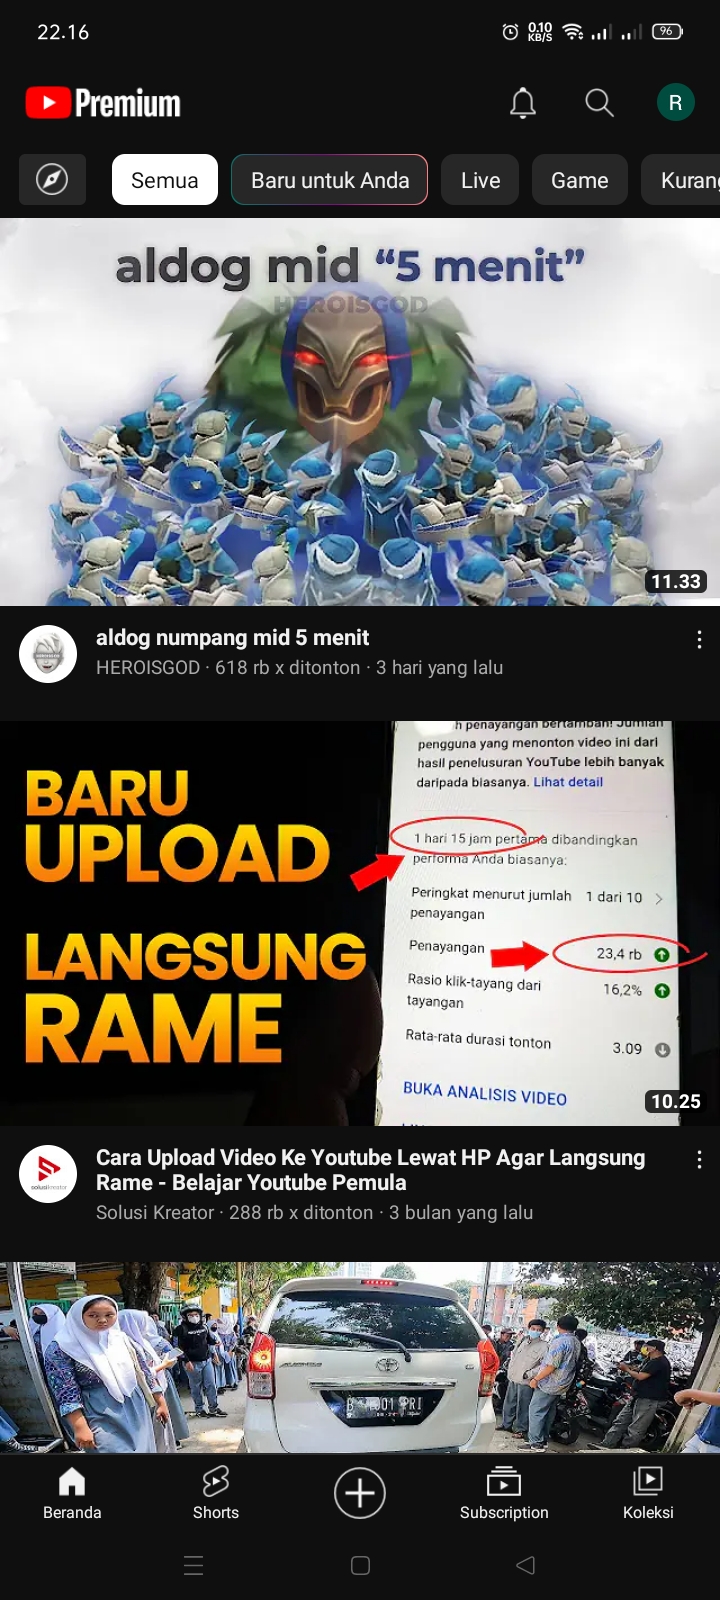 22.16
0.10
KB/S
96
Premium
R
Semua
Baru untuk Anda
Live
Game
Kurang
aldog mid “5 menit”
HEROISGOD
11.33
aldog numpang mid 5 menit
HEROISGOD · 618 rb x ditonton · 3 hari yang lalu
BARU
UPLOAD
LANGSUNG
RAME
h penayangan bertambah! Jumlah
pengguna yang menonton video ini dari
hasil penelusuran YouTube lebih banyak
daripada biasanya. Lihat detail
1 hari 15 jam pertama dibandingkan
performa Anda biasanya:
Peringkat menurut jumlah
penayangan
1 dari 10
Penayangan
23,4 rb
Rasio klik-tayang dari
tayangan
16,2%
Rata-rata durasi tonton
3.09
BUKA ANALISIS VIDEO
10.25
solusi kreator
Cara Upload Video Ke Youtube Lewat HP Agar Langsung
Rame - Belajar Youtube Pemula
Solusi Kreator · 288 rb x ditonton · 3 bulan yang lalu
Beranda
Shorts
Subscription
Koleksi